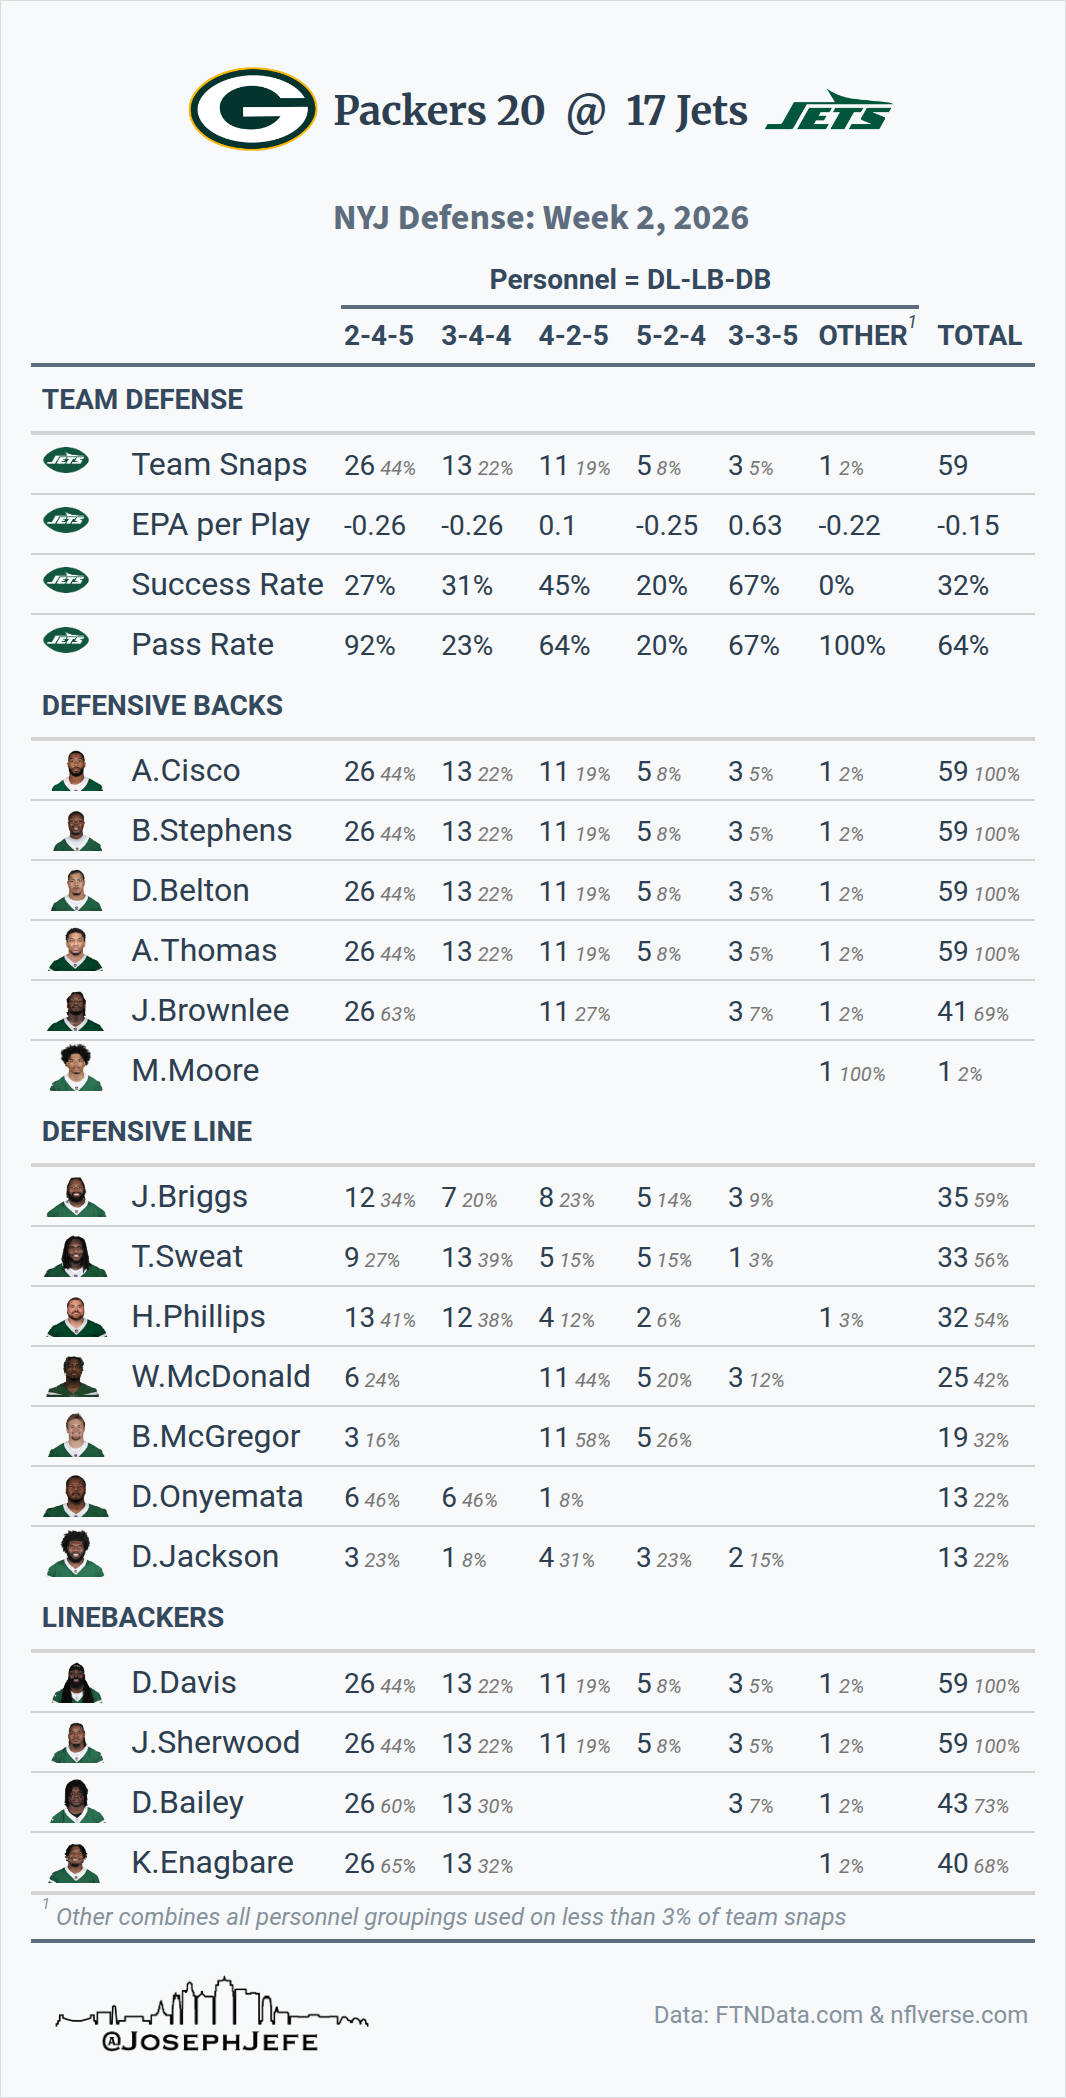 G Packers 20 @ 17 Jets JETS
NYJ Defense: Week 2, 2026
Personnel = DL-LB-DB
2-4-5 3-4-4 4-2-5 5-2-4 3-3-5 OTHER1 TOTAL
TEAM DEFENSE
JETS Team Snaps 26 44% 13 22% 11 19% 5 8% 3 5% 1 2% 59
JETS EPA per Play -0.26 -0.26 0.1 -0.25 0.63 -0.22 -0.15
JETS Success Rate 27% 31% 45% 20% 67% 0% 32%
JETS Pass Rate 92% 23% 64% 20% 67% 100% 64%
DEFENSIVE BACKS
A.Cisco 26 44% 13 22% 11 19% 5 8% 3 5% 1 2% 59 100%
B.Stephens 26 44% 13 22% 11 19% 5 8% 3 5% 1 2% 59 100%
D.Belton 26 44% 13 22% 11 19% 5 8% 3 5% 1 2% 59 100%
A.Thomas 26 44% 13 22% 11 19% 5 8% 3 5% 1 2% 59 100%
J.Brownlee 26 63% 11 27% 3 7% 1 2% 41 69%
M.Moore 1 100% 1 2%
DEFENSIVE LINE
J.Briggs 12 34% 7 20% 8 23% 5 14% 3 9% 35 59%
T.Sweat 9 27% 13 39% 5 15% 5 15% 1 3% 33 56%
H.Phillips 13 41% 12 38% 4 12% 2 6% 1 3% 32 54%
W.McDonald 6 24% 11 44% 5 20% 3 12% 25 42%
B.McGregor 3 16% 11 58% 5 26% 19 32%
D.Onyemata 6 46% 6 46% 1 8% 13 22%
D.Jackson 3 23% 1 8% 4 31% 3 23% 2 15% 13 22%
LINEBACKERS
D.Davis 26 44% 13 22% 11 19% 5 8% 3 5% 1 2% 59 100%
J.Sherwood 26 44% 13 22% 11 19% 5 8% 3 5% 1 2% 59 100%
D.Bailey 26 60% 13 30% 3 7% 1 2% 43 73%
K.Enagbare 26 65% 13 32% 1 2% 40 68%
1 Other combines all personnel groupings used on less than 3% of team snaps
@JOSEPHJEFE
Data: FTNData.com & nflverse.com